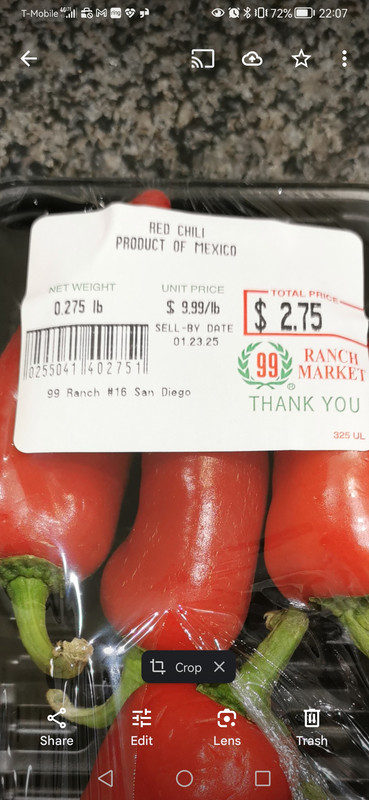 T-Mobile 72% 22:07
RED CHILI
PRODUCT OF MEXICO
NET WEIGHT UNIT PRICE TOTAL PRICE
0.275 lb $ 9.99/lb $ 2.75
SELL-BY DATE
01.23.25
0255041 402751
99 RANCH
MARKET
99 Ranch #16 San Diego
THANK YOU
325 UL
Crop
Share Edit Lens Trash